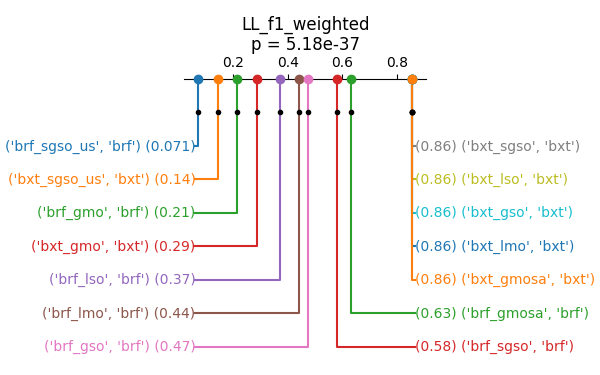 LL_f1_weighted
p = 5.18e-37
0.2 0.4 0.6 0.8
('brf_sgso_us', 'brf') (0.071) (0.86) ('bxt_sgso', 'bxt')
('bxt_sgso_us', 'bxt') (0.14) (0.86) ('bxt_lso', 'bxt')
('brf_gmo', 'brf') (0.21) (0.86) ('bxt_gso', 'bxt')
('bxt_gmo', 'bxt') (0.29) (0.86) ('bxt_lmo', 'bxt')
('brf_lso', 'brf') (0.37) (0.86) ('bxt_gmosa', 'bxt')
('brf_lmo', 'brf') (0.44) (0.63) ('brf_gmosa', 'brf')
('brf_gso', 'brf') (0.47) (0.58) ('brf_sgso', 'brf')